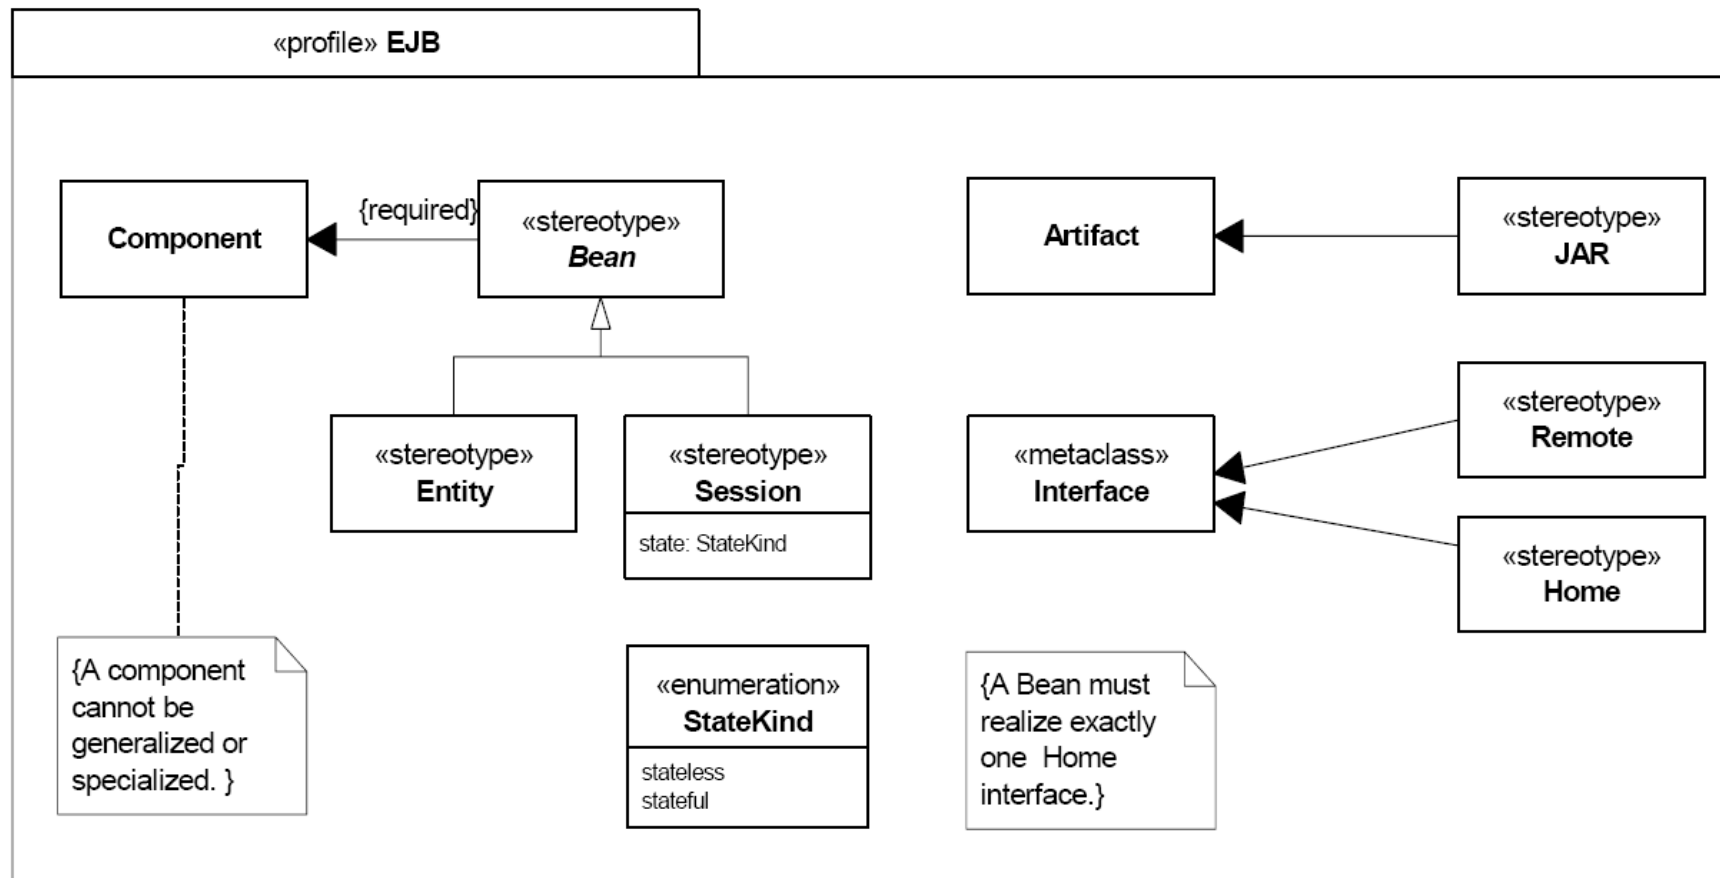 «profile» EJB
Component
{required}
«stereotype»
Bean
Artifact
«stereotype»
JAR
«stereotype»
Entity
«stereotype»
Session
state: StateKind
«metaclass»
Interface
«stereotype»
Remote
«stereotype»
Home
{A component
cannot be
generalized or
specialized. }
«enumeration»
StateKind
stateless
stateful
{A Bean must
realize exactly
one  Home
interface.}